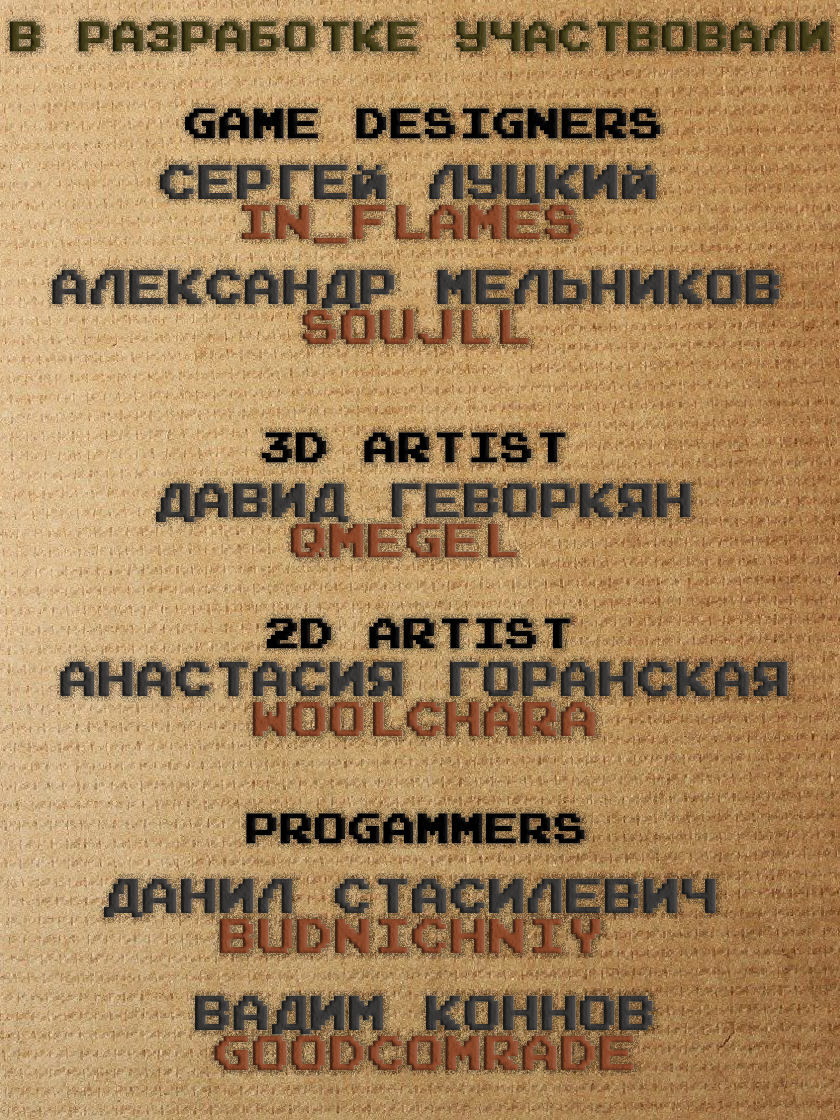 В РАЗРАБОТКЕ УЧАСТВОВАЛИ
GAME DESIGNERS
СЕРГЕЙ ЛУЦКИЙ
IN_FLAMES
АЛЕКСАНДР МЕЛЬНИКОВ
SOUJLL
3D ARTIST
ДАВИД ГЕВОРКЯН
QMEGEL
2D ARTIST
АНАСТАСИЯ ГОРАНСКАЯ
WOOLCHARA
PROGAMMERS
ДАНИЛ СТАСИЛЕВИЧ
BUDNICHNIY
ВАДИМ КОННОВ
GOODCOMRADE